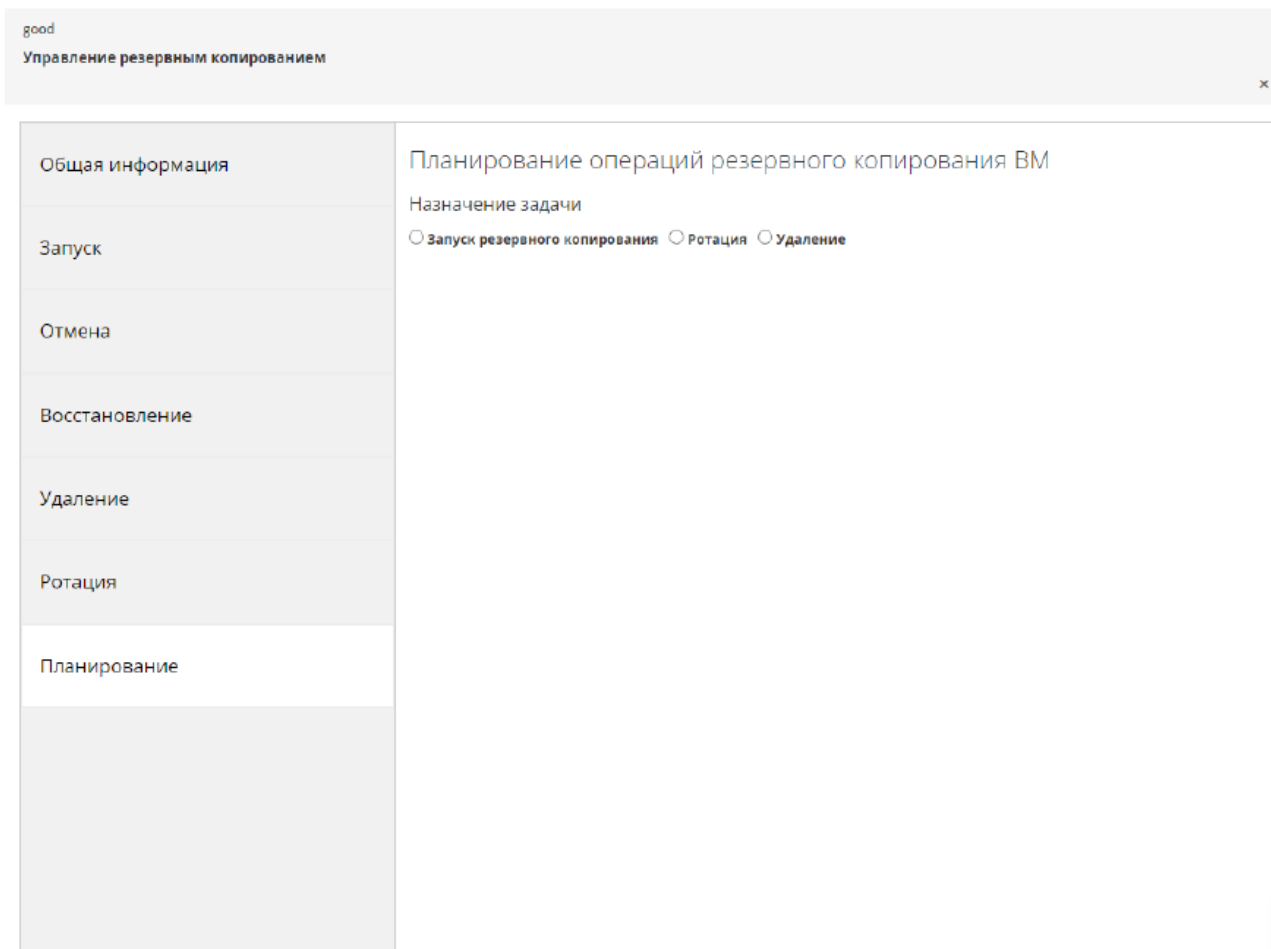 good
Управление резервным копированием
×
Общая информация
Запуск
Отмена
Восстановление
Удаление
Ротация
Планирование
Планирование операций резервного копирования ВМ
Назначение задачи
Запуск резервного копирования Ротация Удаление